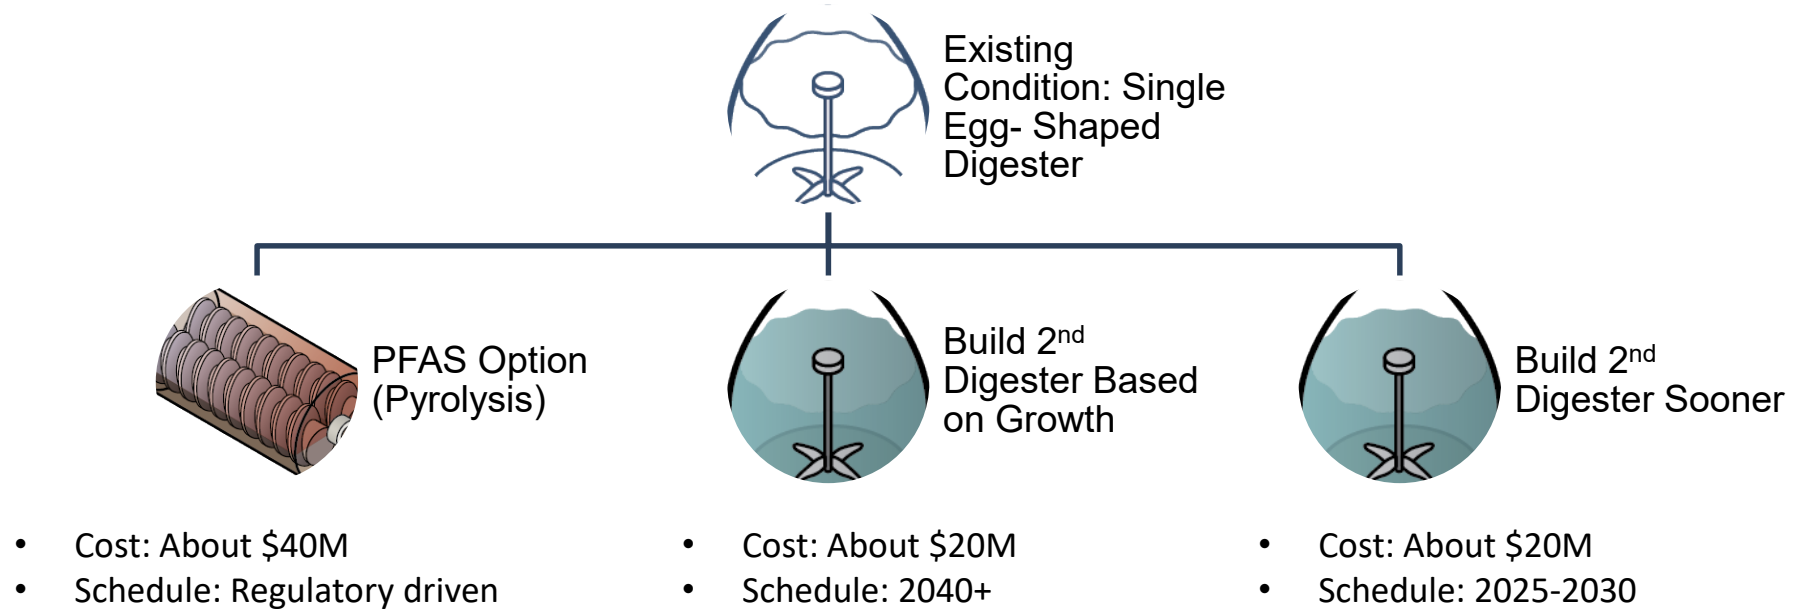 Existing
Condition: Single
Egg- Shaped
Digester
PFAS Option
(Pyrolysis)
Build 2nd
Digester Based
on Growth
Build 2nd
Digester Sooner
• Cost: About $40M
• Schedule: Regulatory driven
• Cost: About $20M
• Schedule: 2040+
• Cost: About $20M
• Schedule: 2025-2030